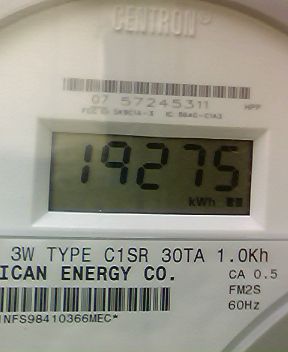 CENTRON
07 57245311 HPP
19275
kWh
3W TYPE C1SR 30TA 1.0Kh
ICAN ENERGY CO.
CA 0.5
FM2S
60Hz
NFS98410366MEC*